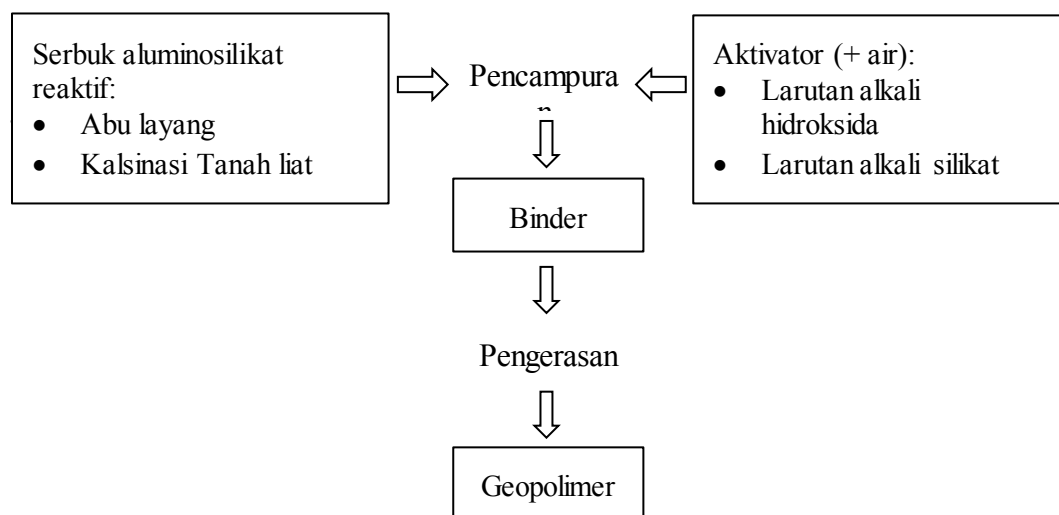 Serbuk aluminosilikat
reaktif:
• Abu layang
• Kalsinasi Tanah liat
Pencampura
n
Aktivator (+ air):
• Larutan alkali
hidroksida
• Larutan alkali silikat
Binder
Pengerasan
Geopolimer